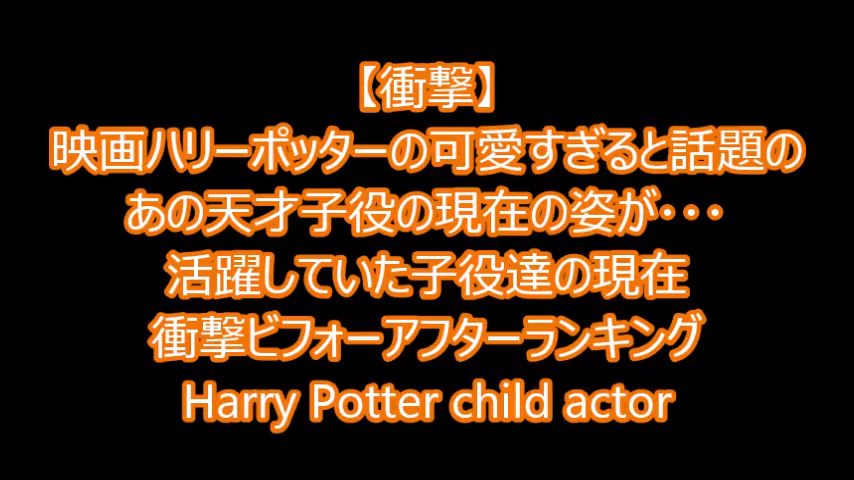 【衝撃】
映画ハリーポッターの可愛すぎると話題の
あの天才子役の現在の姿が・・・
活躍していた子役達の現在
衝撃ビフォーアフターランキング
Harry Potter child actor